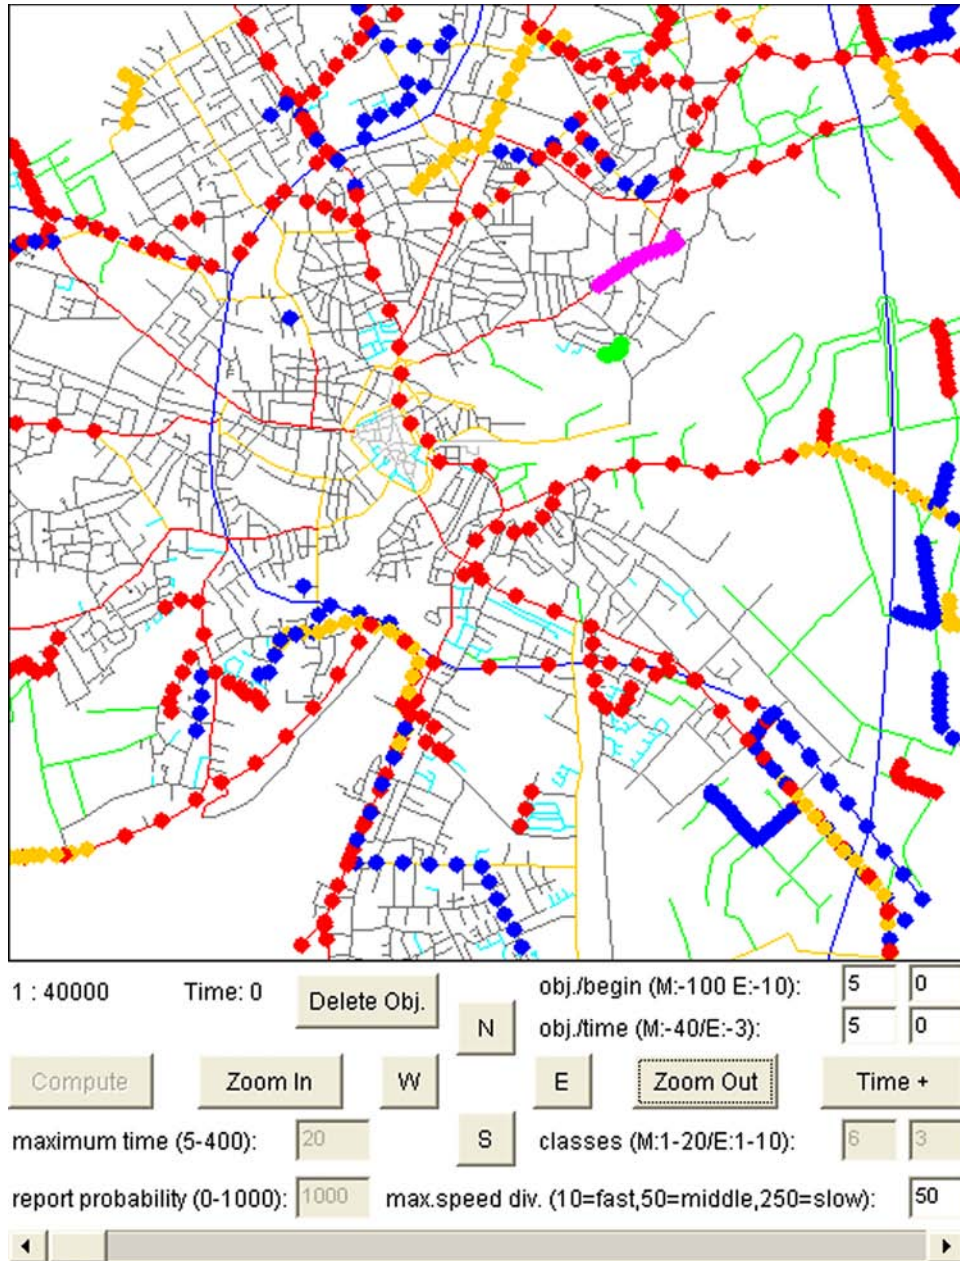 1 : 40000 Time: 0 Delete Obj. obj./begin (M:-100 E:-10): 5 0
N obj./time (M:-40/E:-3): 5 0
Compute Zoom In W E Zoom Out Time +
maximum time (5-400): 20 S classes (M:1-20/E:1-10): 6 3
report probability (0-1000): 1000 max.speed div. (10=fast,50=middle,250=slow): 50